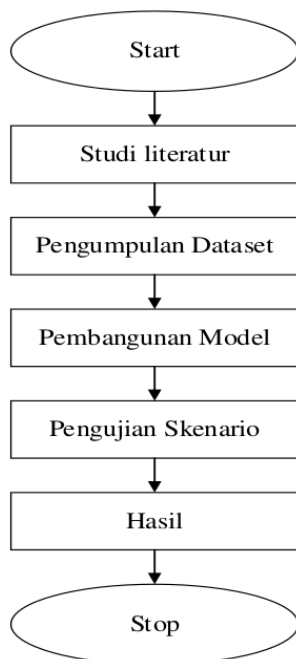 Start
Studi literatur
Pengumpulan Dataset
Pembangunan Model
Pengujian Skenario
Hasil
Stop